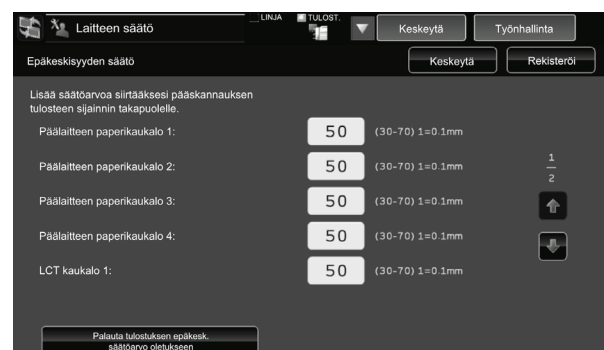 LINJA
TULOST.
Laitteen säätö
Keskeytä
Työnhallinta
Epäkeskisyyden säätö
Keskeytä
Rekisteröi
Lisää säätöarvoa siirtääksesi pääskannauksen
tulosteen sijainnin takapuolelle.
Päälaitteen paperikaukalo 1:
50
(30-70) 1=0.1mm
Päälaitteen paperikaukalo 2:
50
(30-70) 1=0.1mm
1
2
Päälaitteen paperikaukalo 3:
50
(30-70) 1=0.1mm
Päälaitteen paperikaukalo 4:
50
(30-70) 1=0.1mm
LCT kaukalo 1:
50
(30-70) 1=0.1mm
Palauta tulostuksen epäkesk.
säätöarvo oletukseen